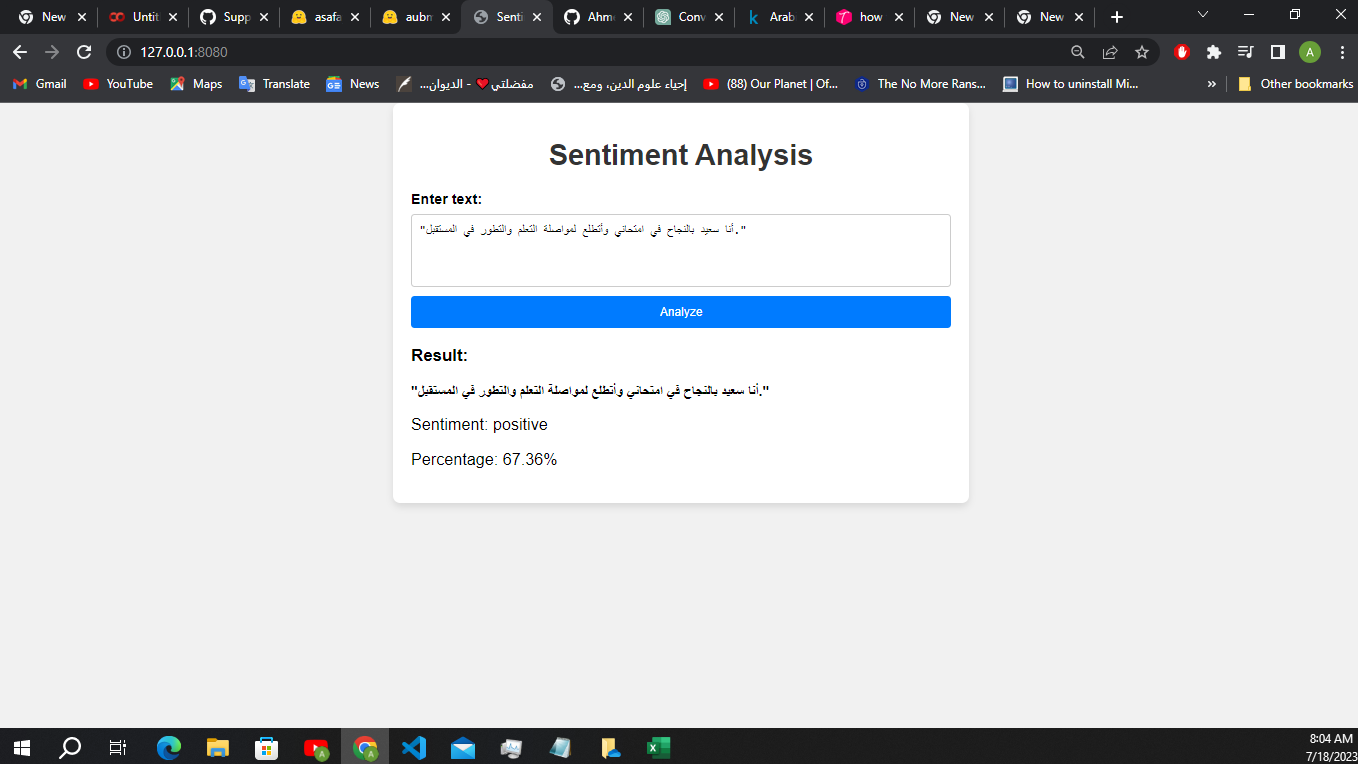 New
Untit
Supp
asafa
aubm
Senti
Ahm
Conv
Arab
how
New
New
127.0.0.1:8080
Gmail
YouTube
Maps
Translate
News
مفضلتي❤ - الديوان...
إحياء علوم الدين، ومع...
(88) Our Planet | Of...
The No More Rans...
How to uninstall Mi...
»
Other bookmarks
Sentiment Analysis
Enter text:
"أنا سعيد بالنجاح في امتحاني وأتطلع لمواصلة التعلم والتطور في المستقبل."
Analyze
Result:
"أنا سعيد بالنجاح في امتحاني وأتطلع لمواصلة التعلم والتطور في المستقبل."
Sentiment: positive
Percentage: 67.36%
8:04 AM
7/18/2023